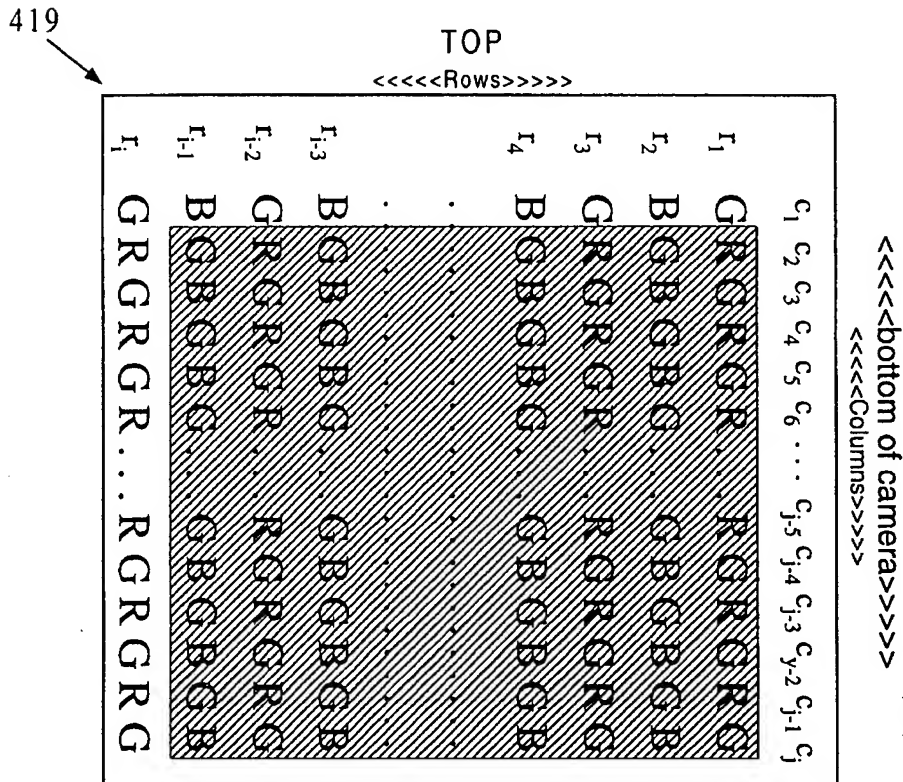 419
TOP
<<<<<Rows>>>>>
<<<<<bottom of camera>>>>>
<<<<<Columns>>>>>
c1 c2 c3 c4 c5 c6 . . . cj-5 cj-4 cj-3 cy-2 cj-1 cj
r1 G R G R G R . . . R G R G R G
r2 B G B G B G . . . G B G B G B
r3 G R G R G R . . . R G R G R G
r4 B G B G B G . . . G B G B G B
ri-3 B G B G B G . . . G B G B G B
ri-2 G R G R G R . . . R G R G R G
ri-1 B G B G B G . . . G B G B G B
ri G R G R G R . . . R G R G R G